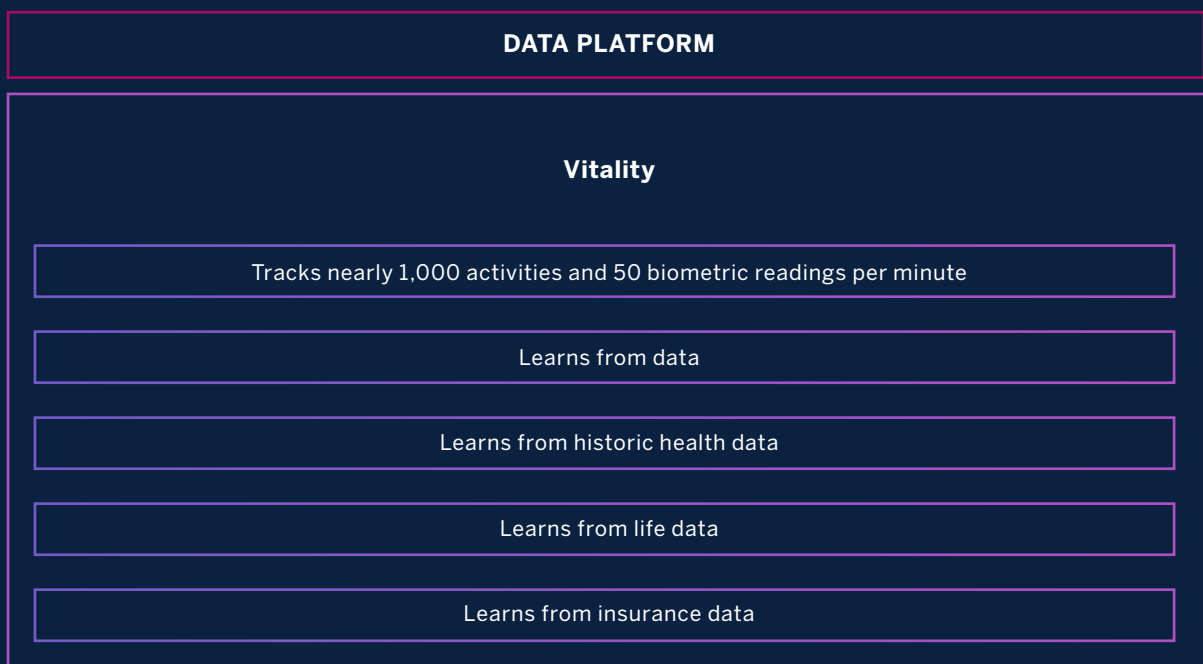 DATA PLATFORM
Vitality
Tracks nearly 1,000 activities and 50 biometric readings per minute
Learns from data
Learns from historic health data
Learns from life data
Learns from insurance data